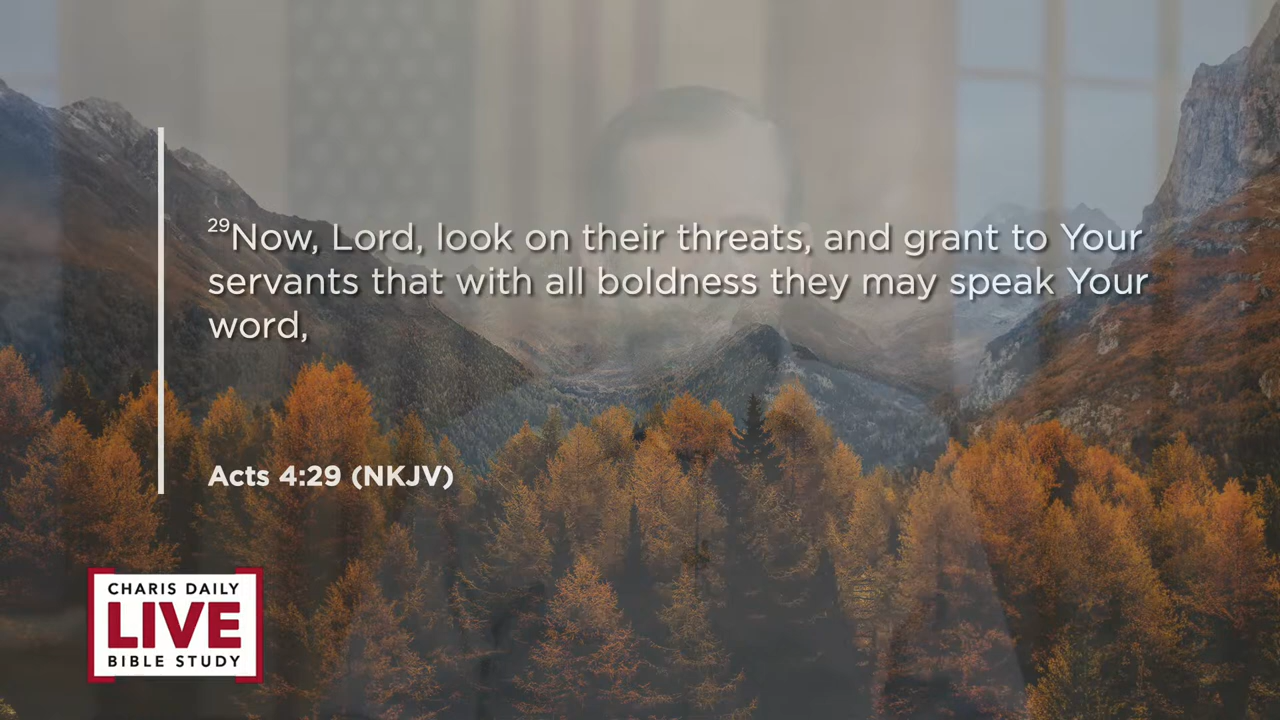 29Now, Lord, look on their threats, and grant to Your
servants that with all boldness they may speak Your
word,
Acts 4:29 (NKJV)
CHARIS DAILY
LIVE
BIBLE STUDY